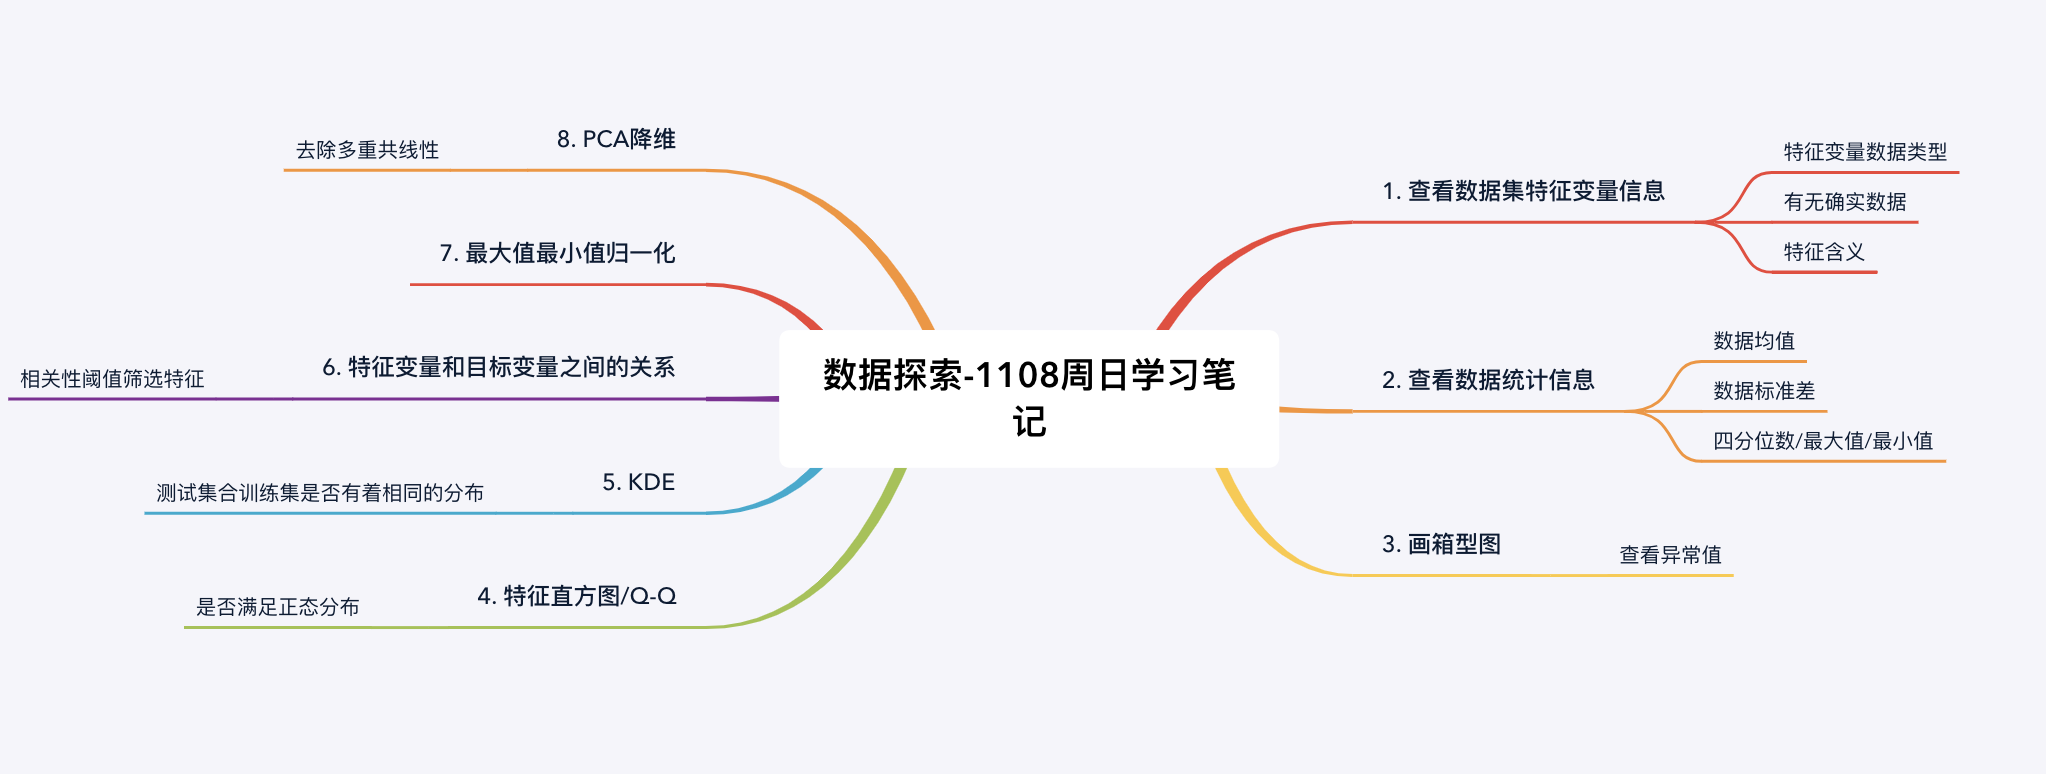 数据探索-1108周日学习笔
记
1. 查看数据集特征变量信息
特征变量数据类型
有无确实数据
特征含义
2. 查看数据统计信息
数据均值
数据标准差
四分位数/最大值/最小值
3. 画箱型图
查看异常值
4. 特征直方图/Q-Q
是否满足正态分布
5. KDE
测试集合训练集是否有着相同的分布
6. 特征变量和目标变量之间的关系
相关性阈值筛选特征
7. 最大值最小值归一化
8. PCA降维
去除多重共线性